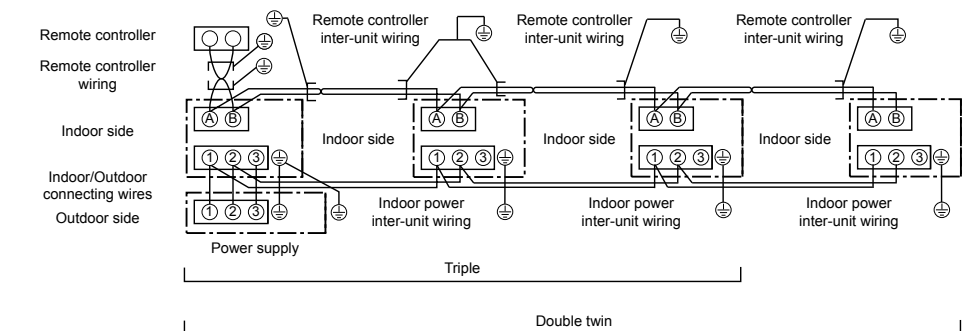 Remote controller
Remote controller
wiring
Indoor side
Indoor/Outdoor
connecting wires
Outdoor side
Remote controller
inter-unit wiring
Remote controller
inter-unit wiring
Remote controller
inter-unit wiring
A B
A B
A B
A B
Indoor side
Indoor side
Indoor side
1 2 3
1 2 3
1 2 3
1 2 3
1 2 3
Power supply
Indoor power
inter-unit wiring
Indoor power
inter-unit wiring
Indoor power
inter-unit wiring
Triple
Double twin